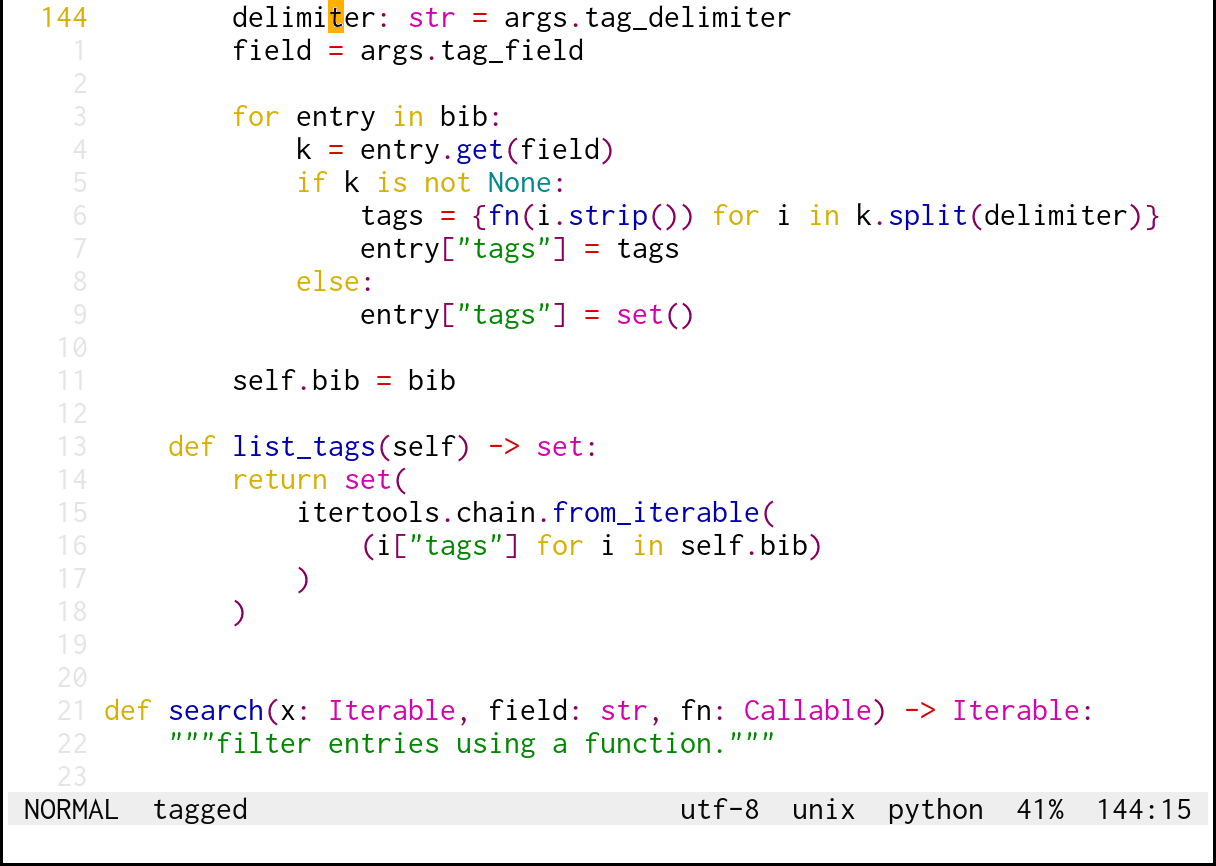 144         delimiter: str = args.tag_delimiter
  1         field = args.tag_field
  2
  3         for entry in bib:
  4             k = entry.get(field)
  5             if k is not None:
  6                 tags = {fn(i.strip()) for i in k.split(delimiter)}
  7                 entry["tags"] = tags
  8             else:
  9                 entry["tags"] = set()
 10
 11         self.bib = bib
 12
 13     def list_tags(self) -> set:
 14         return set(
 15             itertools.chain.from_iterable(
 16                 (i["tags"] for i in self.bib)
 17             )
 18         )
 19
 20
 21 def search(x: Iterable, field: str, fn: Callable) -> Iterable:
 22     """filter entries using a function."""
 23
NORMAL  tagged  utf-8  unix  python  41%  144:15